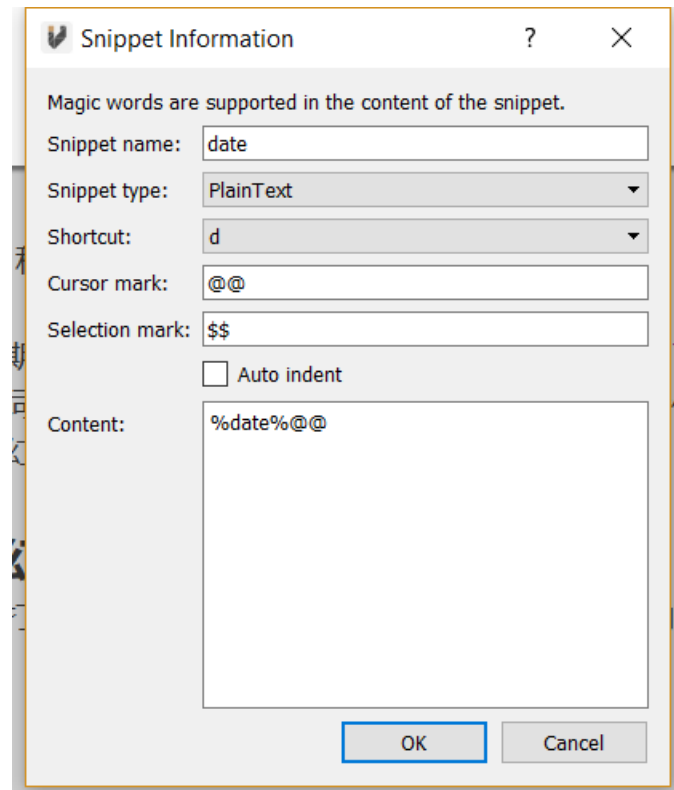 Snippet Information
Magic words are supported in the content of the snippet.
Snippet name: date
Snippet type: PlainText
Shortcut: d
Cursor mark: @@
Selection mark: $$
Auto indent
Content: %date%@@
OK Cancel